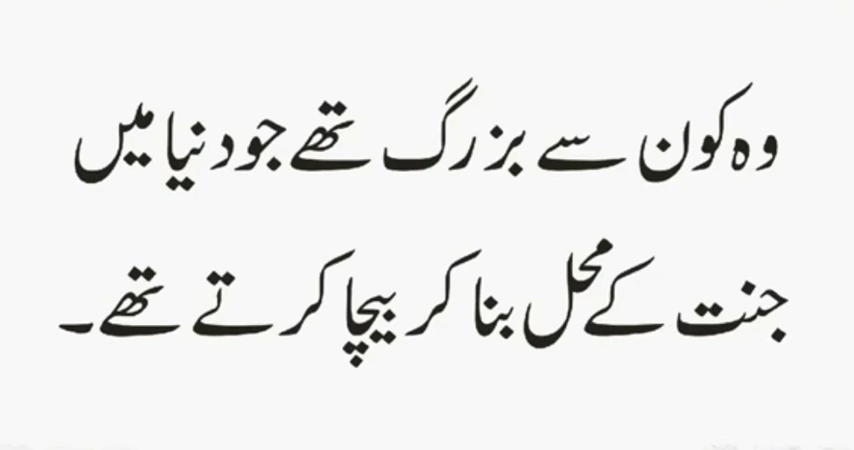 وہ کون سے بزرگ تھے جو دنیا میں
جنت کے محل بنا کر بیچا کرتے تھے۔